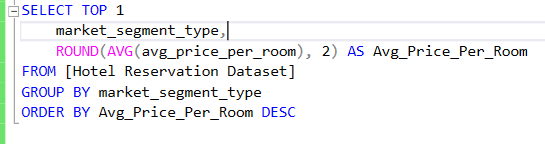 SELECT TOP 1
market_segment_type,
ROUND(AVG(avg_price_per_room), 2) AS Avg_Price_Per_Room
FROM [Hotel Reservation Dataset]
GROUP BY market_segment_type
ORDER BY Avg_Price_Per_Room DESC